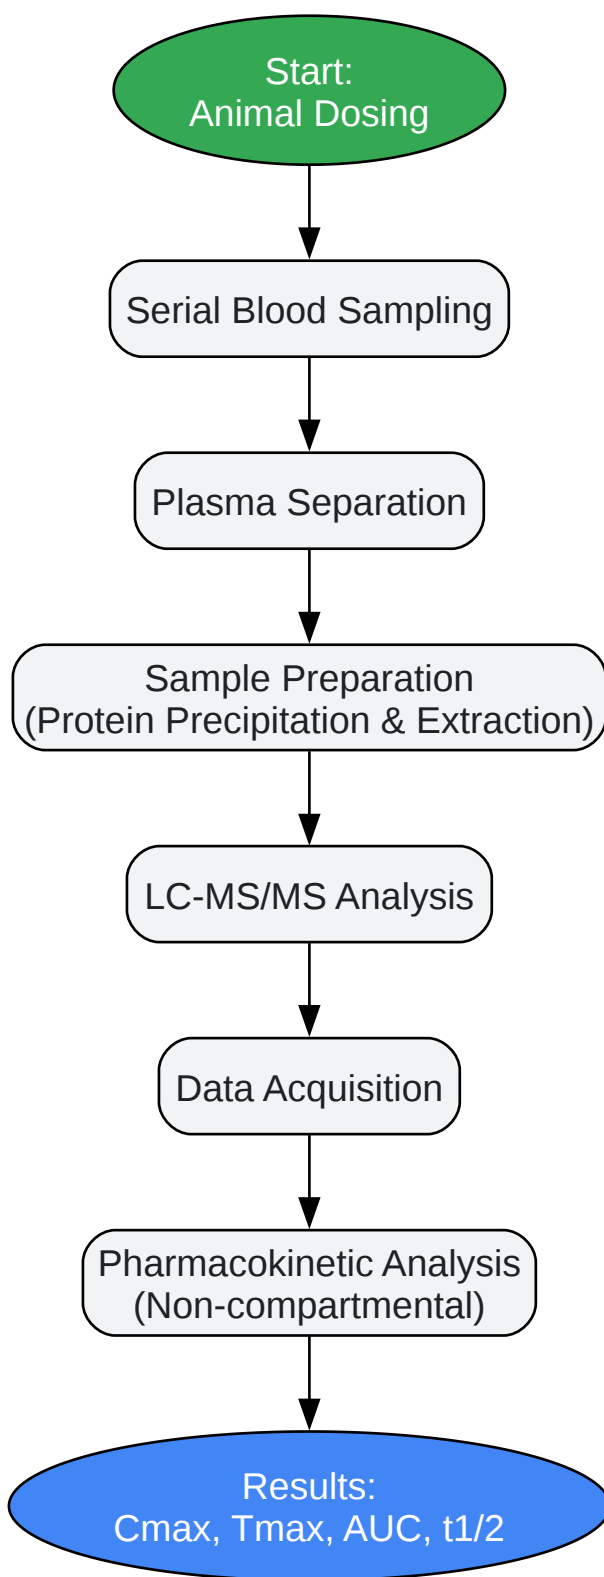 Start:
Animal Dosing
Serial Blood Sampling
Plasma Separation
Sample Preparation
(Protein Precipitation & Extraction)
LC-MS/MS Analysis
Data Acquisition
Pharmacokinetic Analysis
(Non-compartmental)
Results:
Cmax, Tmax, AUC, t1/2